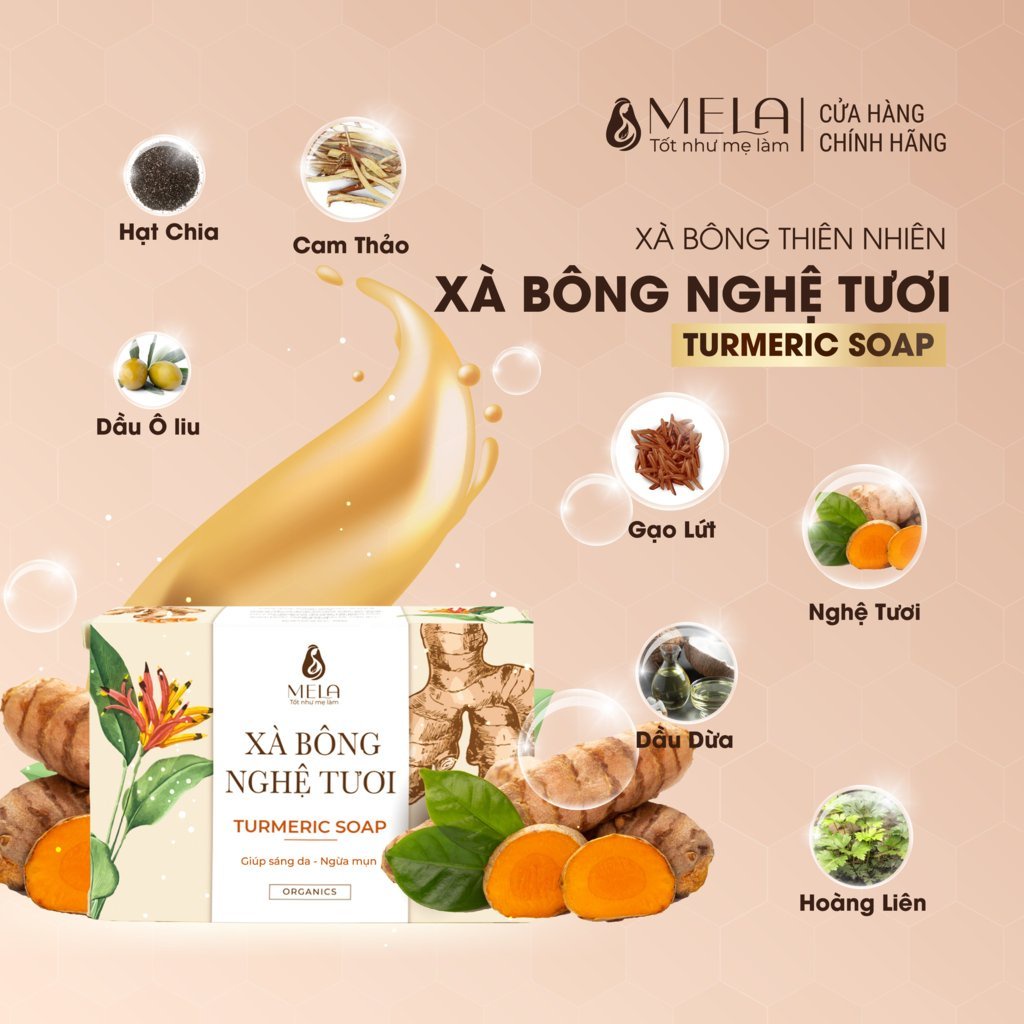 MELA
Tốt như mẹ làm
CỬA HÀNG
CHÍNH HÃNG
XÀ BÔNG THIÊN NHIÊN
XÀ BÔNG NGHỆ TƯƠI
TURMERIC SOAP
Hạt Chia
Cam Thảo
Dầu Ô liu
Gạo Lứt
Nghệ Tươi
Dầu Dừa
Hoàng Liên
MELA
Tốt như mẹ làm
XÀ BÔNG
NGHỆ TƯƠI
TURMERIC SOAP
Giúp sáng da - Ngừa mụn
ORGANICS